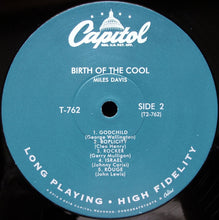 Capitol
BIRTH OF THE COOL
MILES DAVIS
T-762
SIDE 2
(T2-762)
1. GODCHILD
(George Wallington)
2. BOPLICITY
(Cleo Henry)
3. ROCKER
(Gerry Mulligan)
4. ISRAEL
(Johnny Carisi)
5. ROUGE
(John Lewis)
LONG PLAYING • HIGH FIDELITY